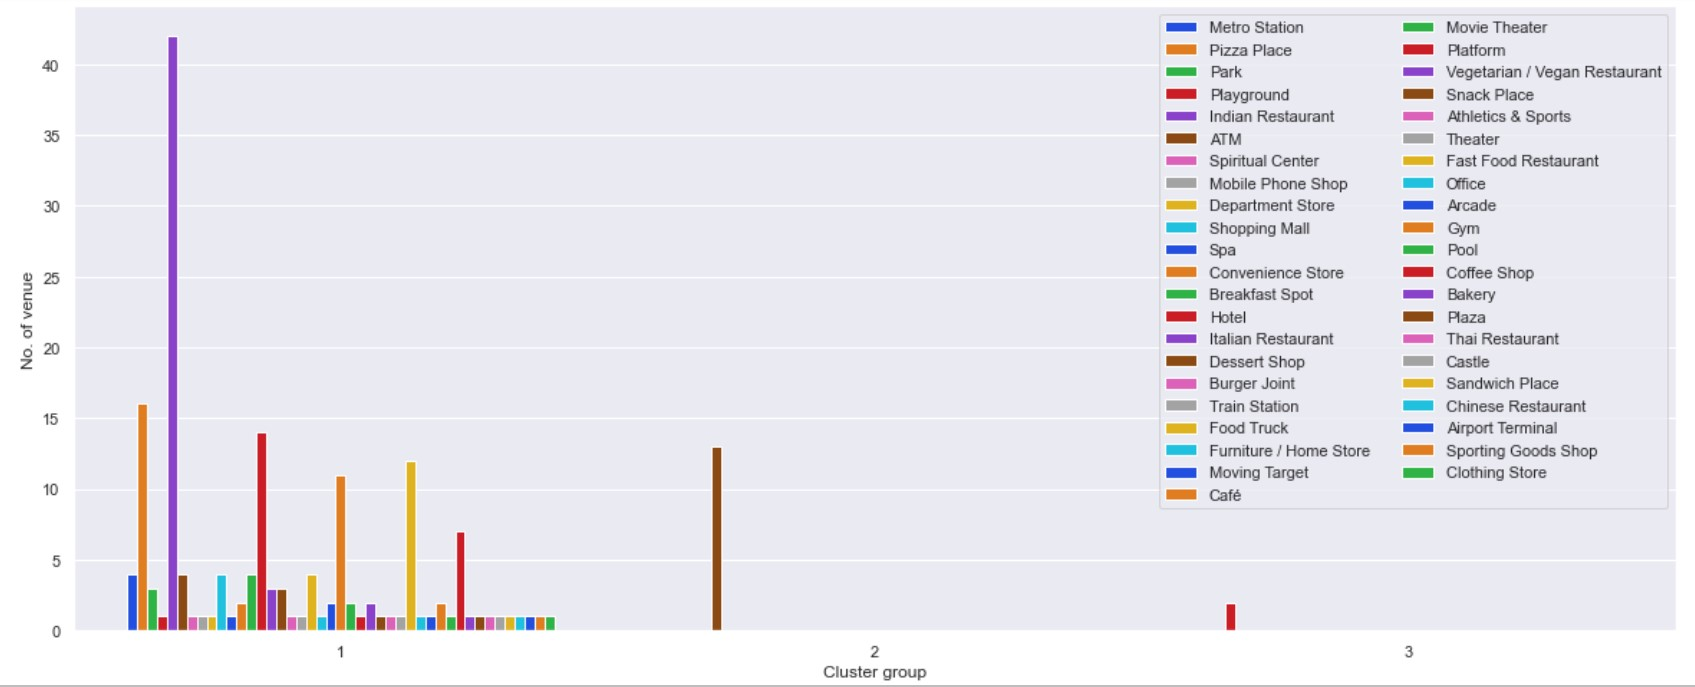 40
35
30
25
20
15
10
5
0
No. of venue
1
2
3
Cluster group
Metro Station
Pizza Place
Park
Playground
Indian Restaurant
ATM
Spiritual Center
Mobile Phone Shop
Department Store
Shopping Mall
Spa
Convenience Store
Breakfast Spot
Hotel
Italian Restaurant
Dessert Shop
Burger Joint
Train Station
Food Truck
Furniture / Home Store
Moving Target
Café
Movie Theater
Platform
Vegetarian / Vegan Restaurant
Snack Place
Athletics & Sports
Theater
Fast Food Restaurant
Office
Arcade
Gym
Pool
Coffee Shop
Bakery
Plaza
Thai Restaurant
Castle
Sandwich Place
Chinese Restaurant
Airport Terminal
Sporting Goods Shop
Clothing Store